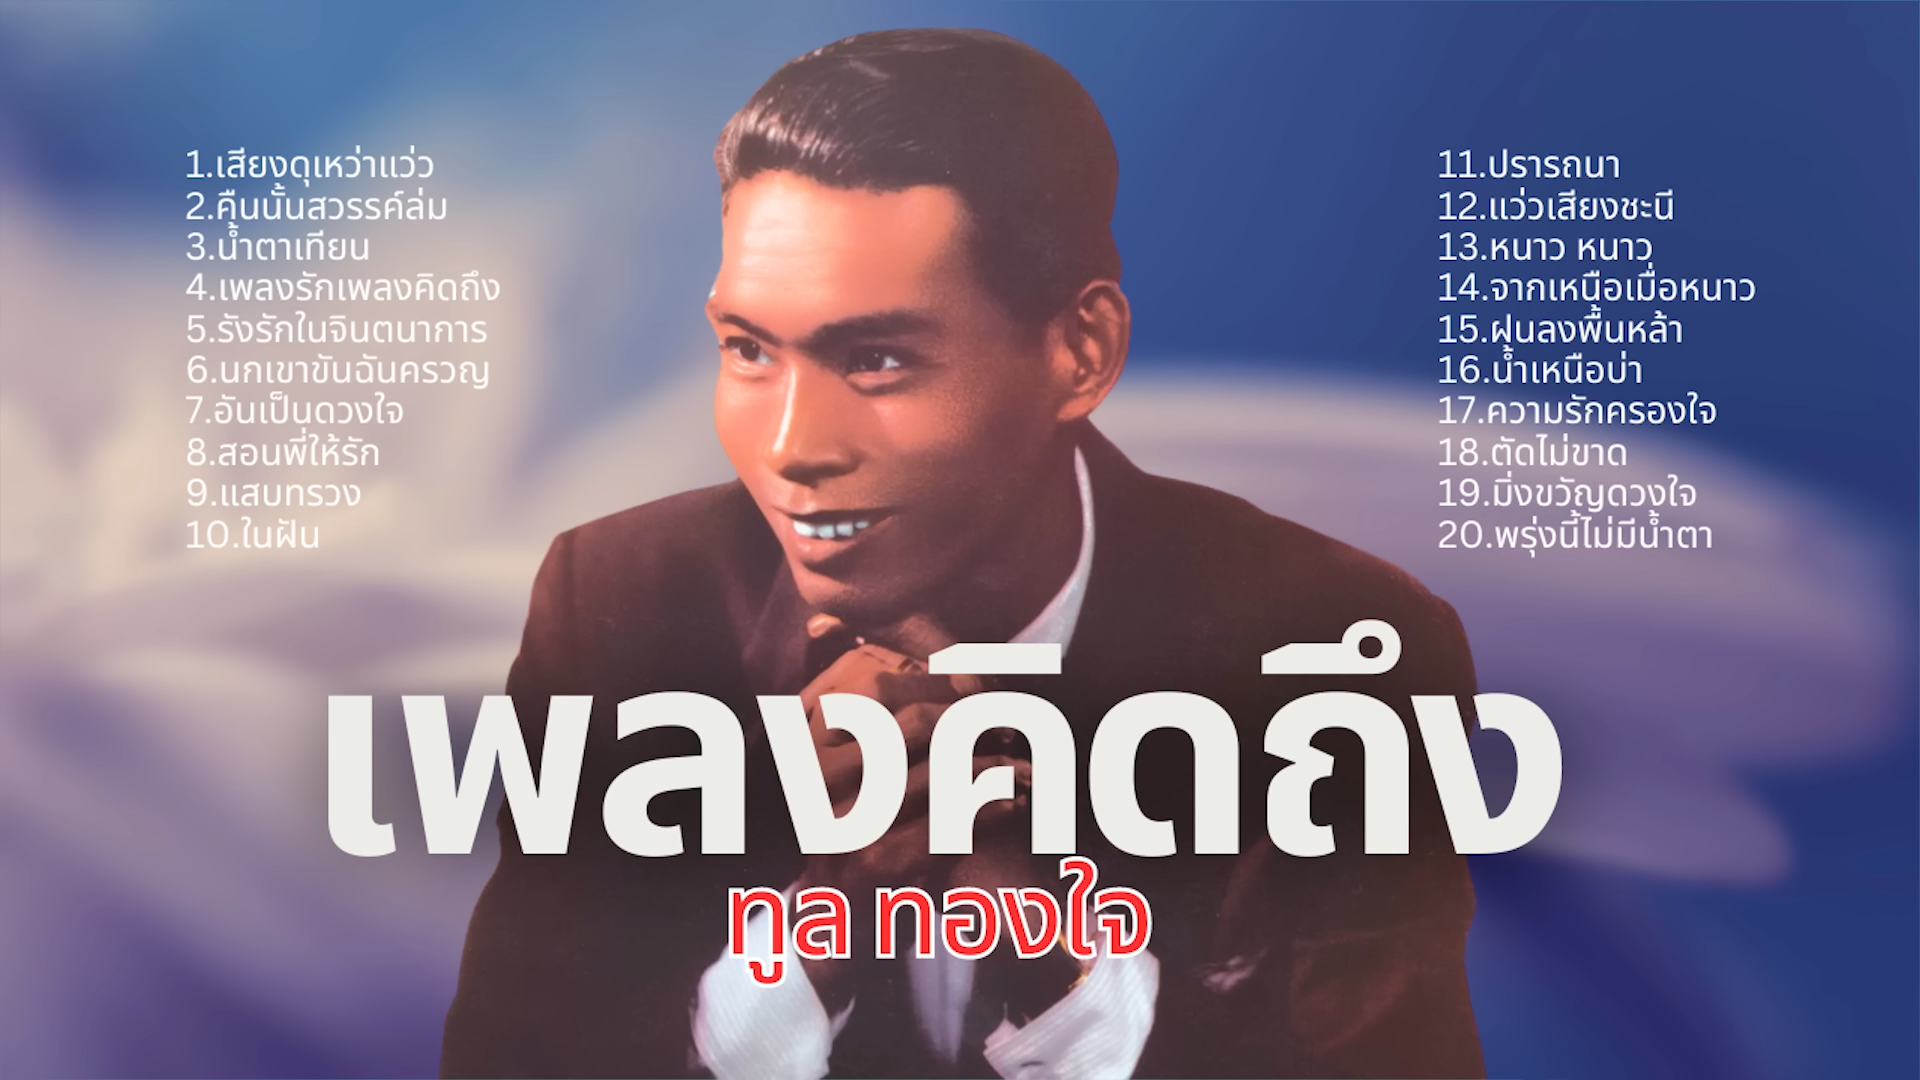 1.เสียงดุเหว่าแว่ว
2.คืนนั้นสวรรค์ล่ม
3.น้ำตาเทียน
4.เพลงรักเพลงคิดถึง
5.รังรักในจินตนาการ
6.นกเขาขันฉันครวญ
7.อันเป็นดวงใจ
8.สอนพี่ให้รัก
9.แสบทรวง
10.ในฝัน
11.ปรารถนา
12.แว่วเสียงชะนี
13.หนาว หนาว
14.จากเหนือเมื่อหนาว
15.ฝนลงพื้นหล้า
16.น้ำเหนือบ่า
17.ความรักครองใจ
18.ตัดไม่ขาด
19.มิ่งขวัญดวงใจ
20.พรุ่งนี้ไม่มีน้ำตา
เพลงคิดถึง
ทูล ทองใจ